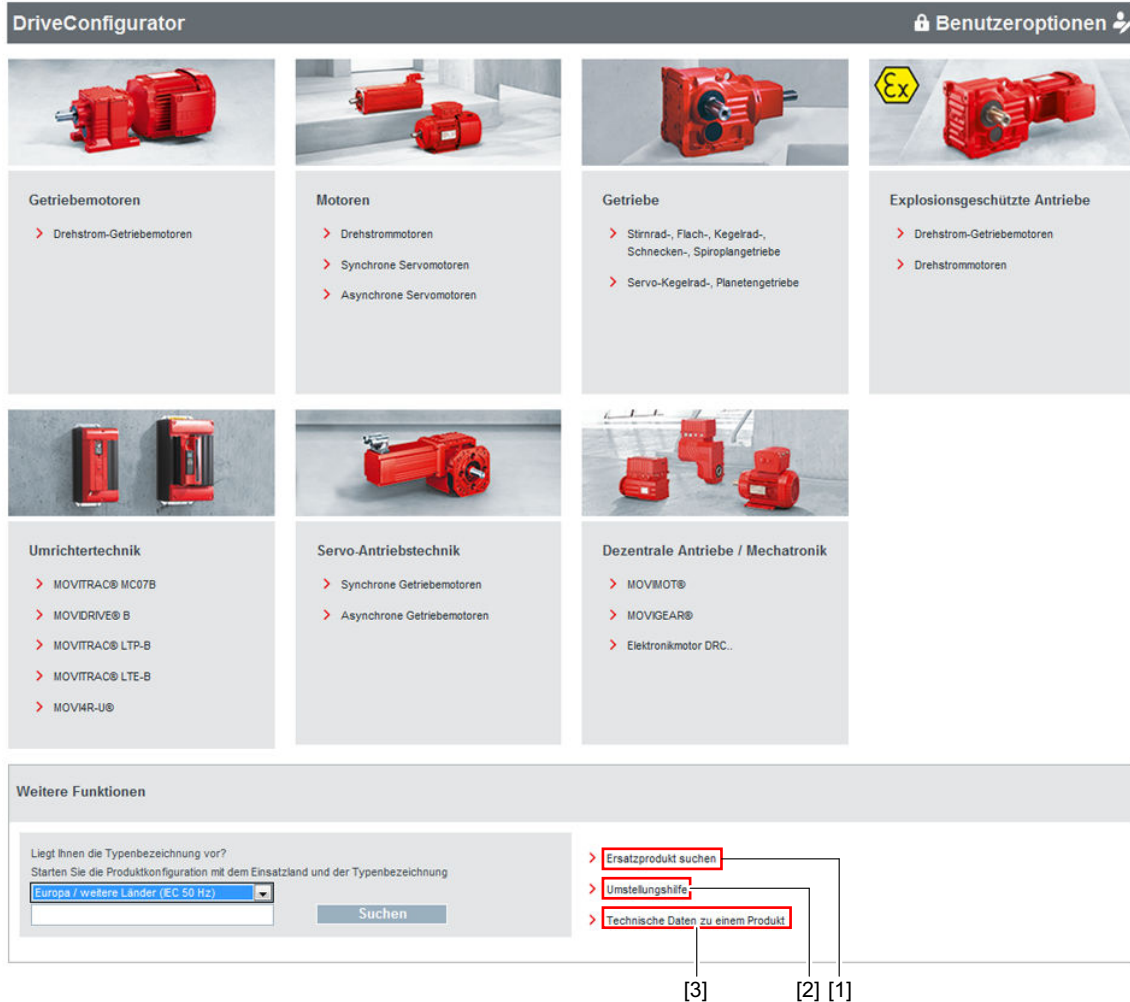 DriveConfigurator
Benutzeroptionen
Ex
Getriebemotoren
Drehstrom-Getriebemotoren
Motoren
Drehstrommotoren
Synchrone Servomotoren
Asynchrone Servomotoren
Getriebe
Stirnrad-, Flach-, Kegelrad-,
Schnecken-, Spiroplangetriebe
Servo-Kegelrad-, Planetengetriebe
Explosionsgeschützte Antriebe
Drehstrom-Getriebemotoren
Drehstrommotoren
Umrichtertechnik
MOVITRAC® MC07B
MOVIDRIVE® B
MOVITRAC® LTP-B
MOVITRAC® LTE-B
MOVI4R-U®
Servo-Antriebstechnik
Synchrone Getriebemotoren
Asynchrone Getriebemotoren
Dezentrale Antriebe / Mechatronik
MOVIMOT®
MOVIGEAR®
Elektronikmotor DRC..
Weitere Funktionen
Liegt Ihnen die Typenbezeichnung vor?
Starten Sie die Produktkonfiguration mit dem Einsatzland und der Typenbezeichnung
Europa / weitere Länder (IEC 50 Hz)
Suchen
Ersatzprodukt suchen
Umstellungshilfe
Technische Daten zu einem Produkt
[3] [2] [1]